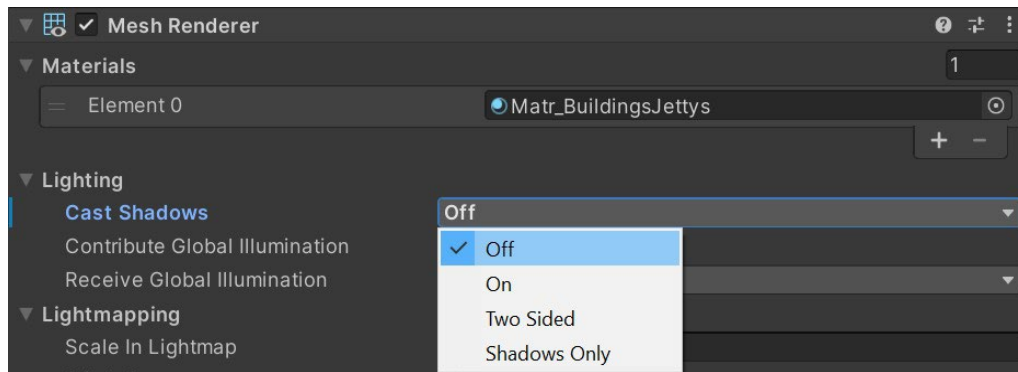 Mesh Renderer
Materials 1
Element 0 Matr_BuildingsJettys
Lighting
Cast Shadows Off
Contribute Global Illumination Off
Receive Global Illumination On
Lightmapping Two Sided
Scale In Lightmap Shadows Only